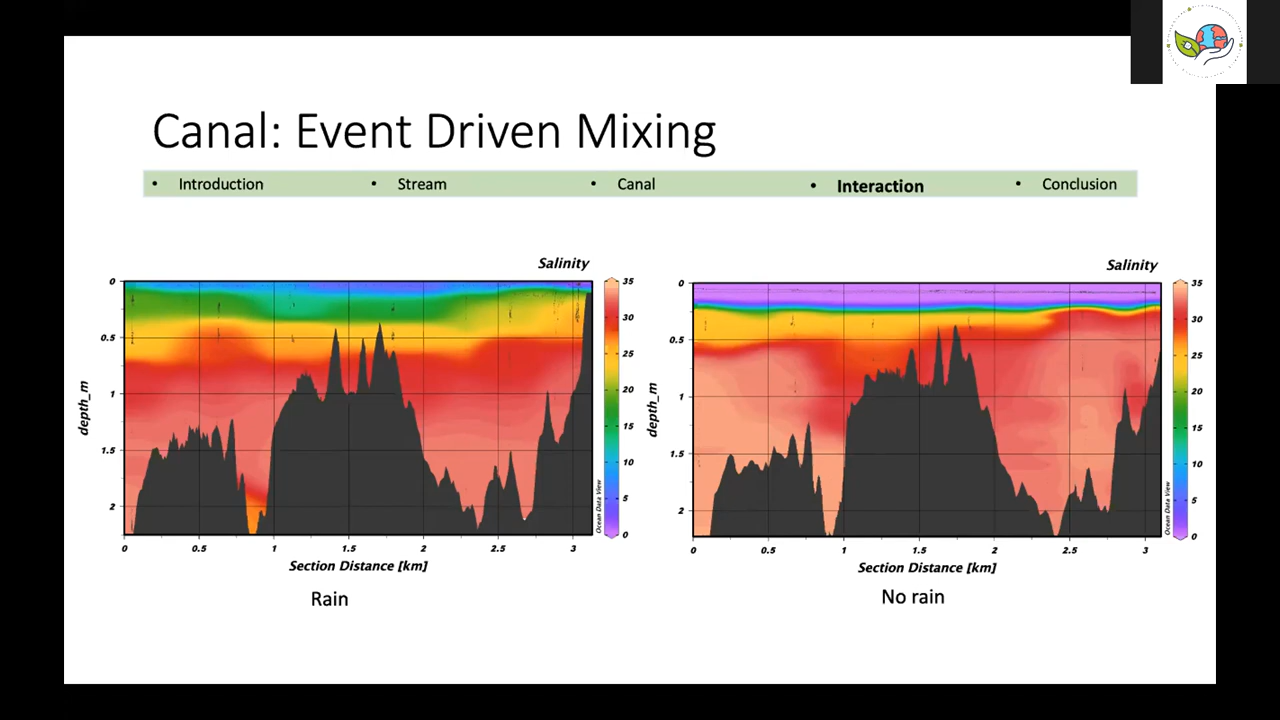 Canal: Event Driven Mixing
• Introduction • Stream • Canal • Interaction • Conclusion
Salinity
0
0.5
1
1.5
2
depth_m
0 0.5 1 1.5 2 2.5 3
Section Distance [km]
35
30
25
20
15
10
5
0
Ocean Data View
Rain
Salinity
0
0.5
1
1.5
2
depth_m
0 0.5 1 1.5 2 2.5 3
Section Distance [km]
35
30
25
20
15
10
5
0
Ocean Data View
No rain